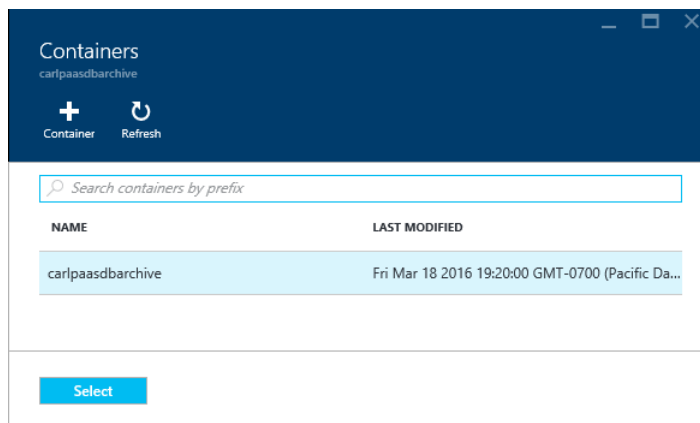 Containers
carlpaasdbarchive
Container Refresh
Search containers by prefix
NAME LAST MODIFIED
carlpaasdbarchive Fri Mar 18 2016 19:20:00 GMT-0700 (Pacific Da...
Select